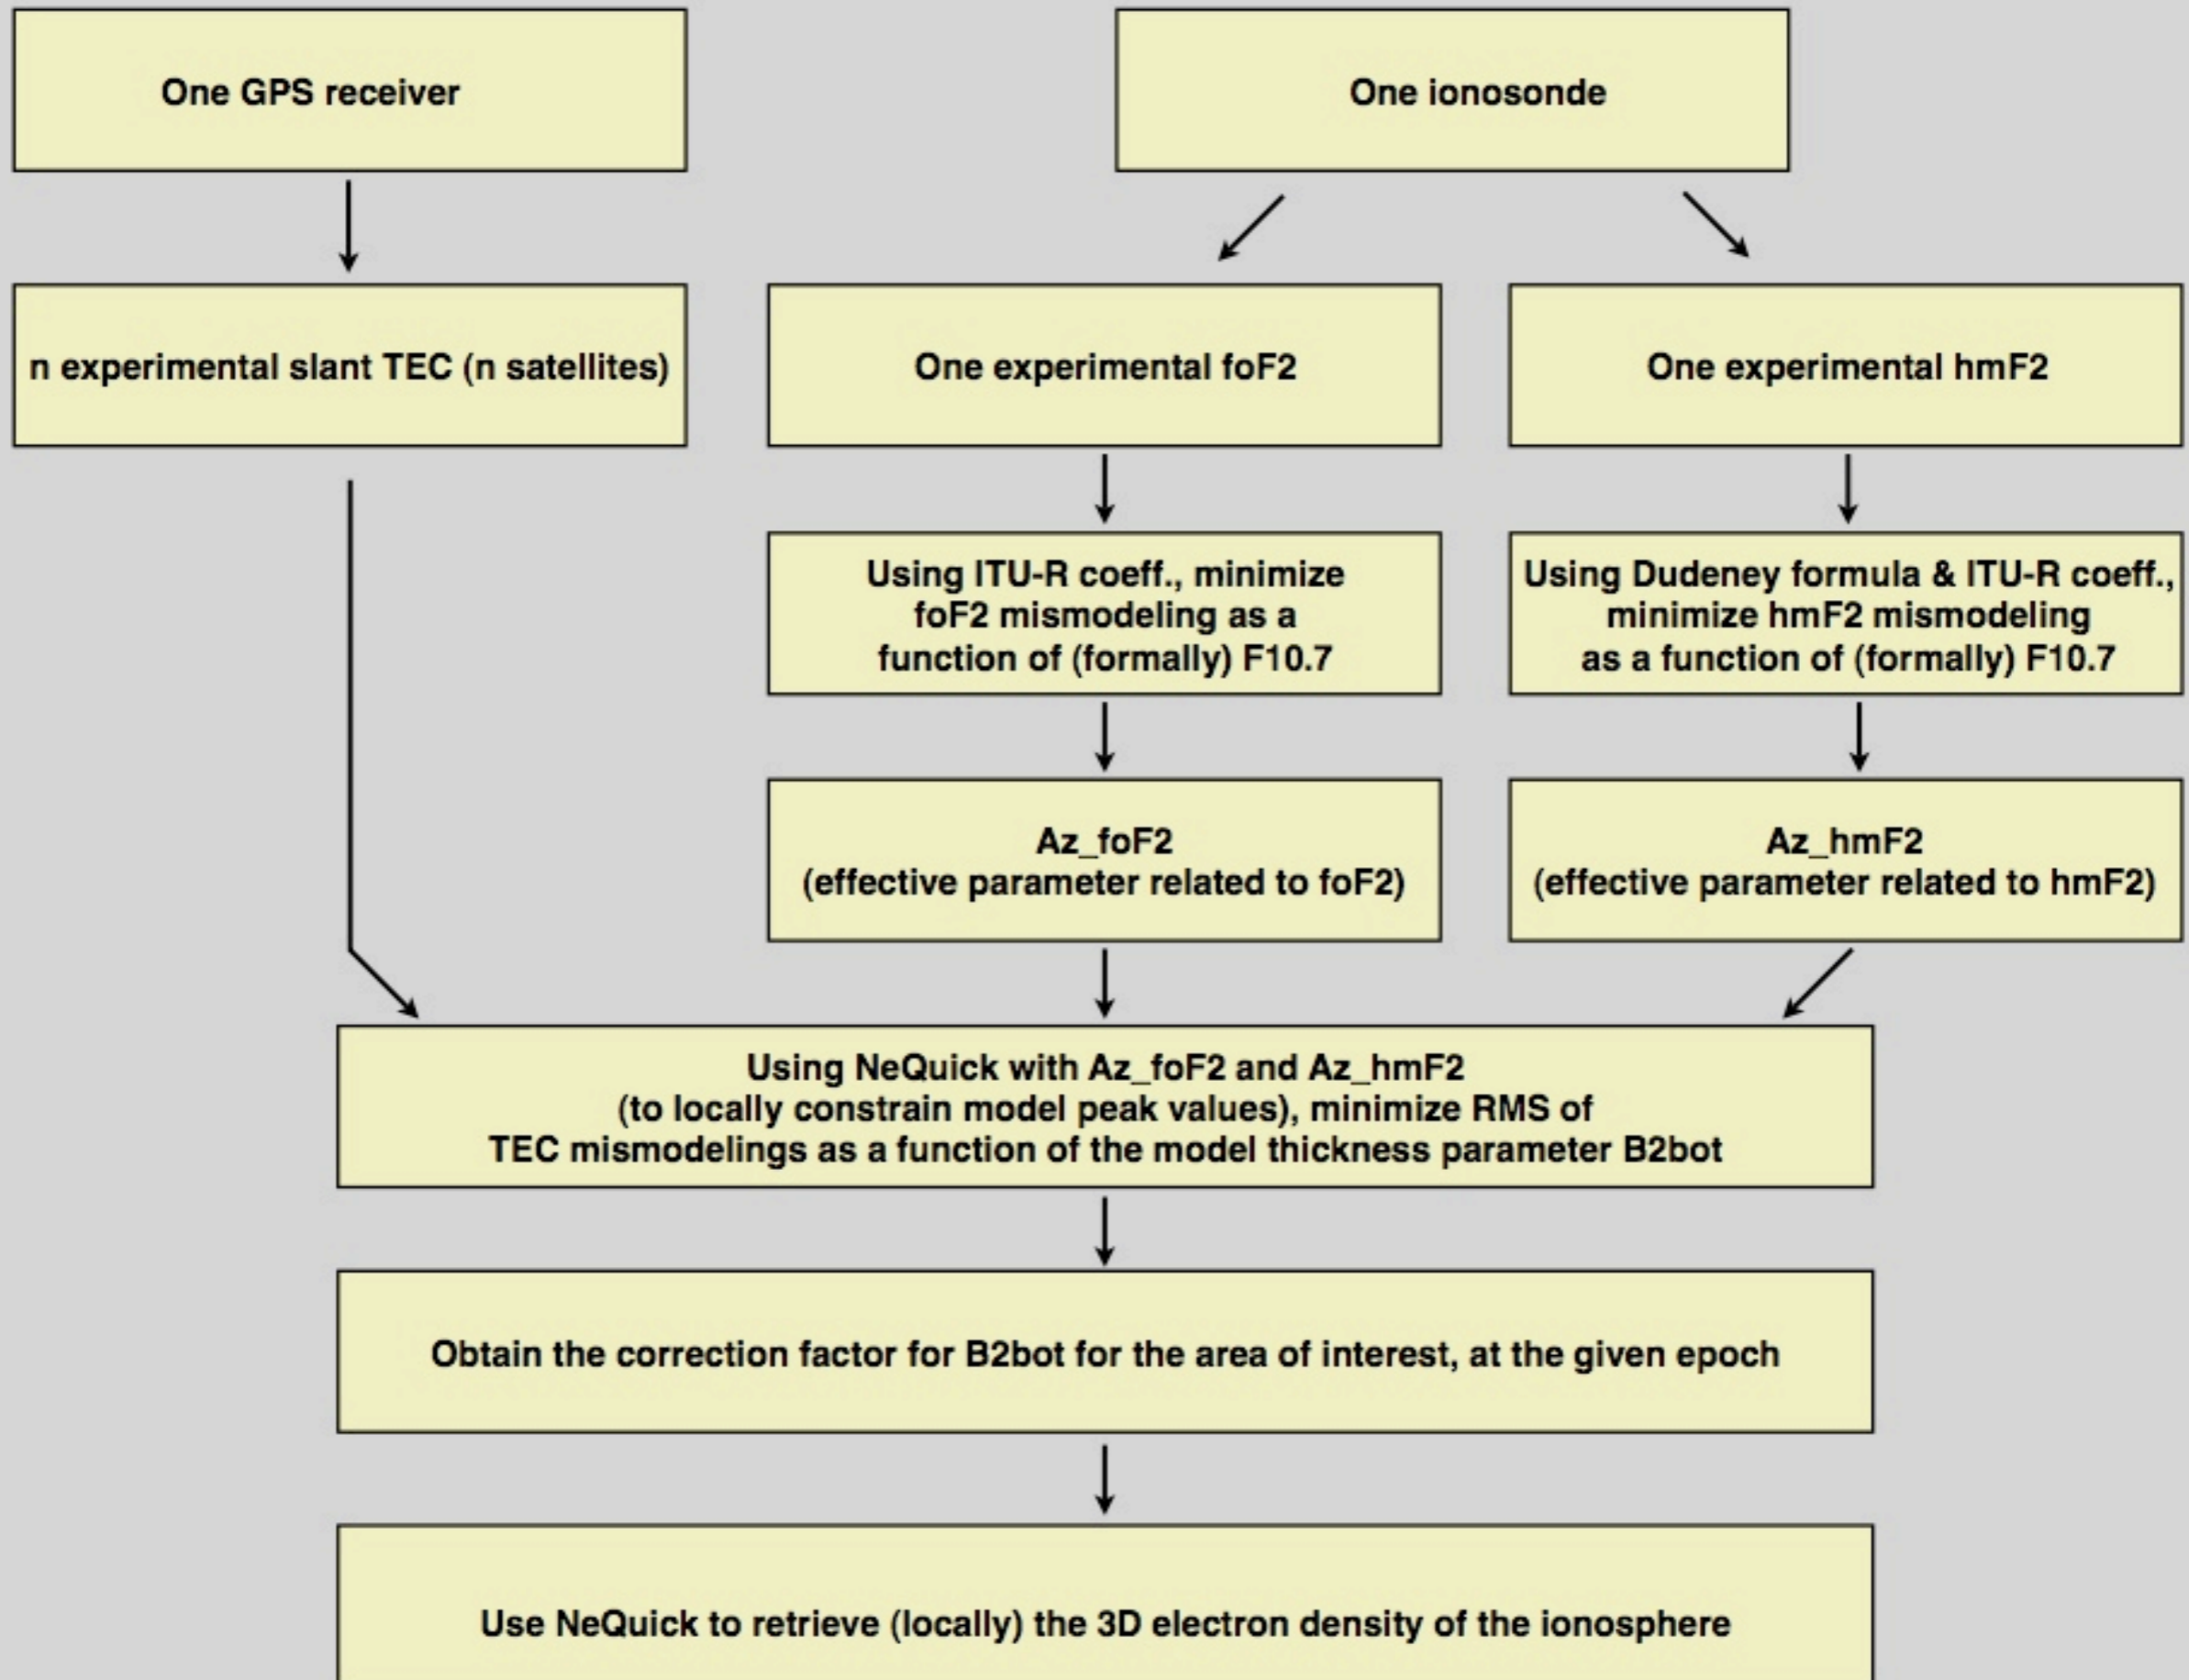 One GPS receiver
One ionosonde
n experimental slant TEC (n satellites)
One experimental foF2
One experimental hmF2
Using ITU-R coeff., minimize
foF2 mismodeling as a
function of (formally) F10.7
Using Dudeney formula & ITU-R coeff.,
minimize hmF2 mismodeling
as a function of (formally) F10.7
Az_foF2
(effective parameter related to foF2)
Az_hmF2
(effective parameter related to hmF2)
Using NeQuick with Az_foF2 and Az_hmF2
(to locally constrain model peak values), minimize RMS of
TEC mismodelings as a function of the model thickness parameter B2bot
Obtain the correction factor for B2bot for the area of interest, at the given epoch
Use NeQuick to retrieve (locally) the 3D electron density of the ionosphere